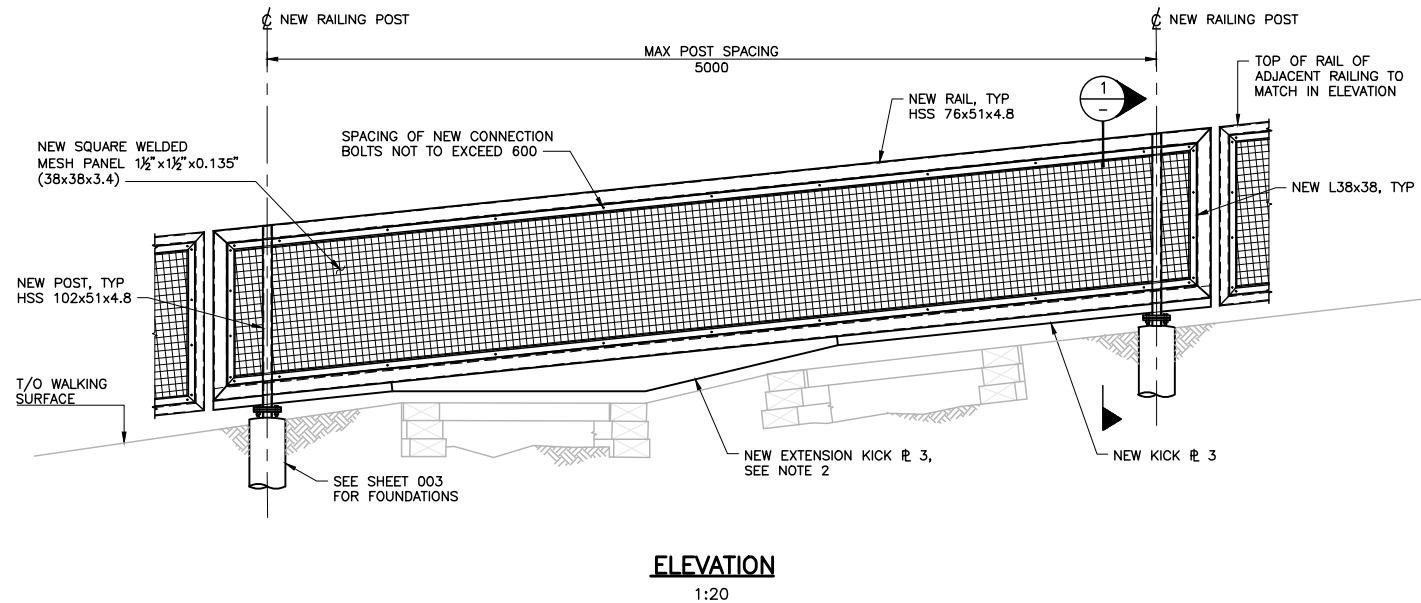 ℄ NEW RAILING POST
℄ NEW RAILING POST
MAX POST SPACING
5000
TOP OF RAIL OF
ADJACENT RAILING TO
MATCH IN ELEVATION
1
–
NEW RAIL, TYP
HSS 76x51x4.8
SPACING OF NEW CONNECTION
BOLTS NOT TO EXCEED 600
NEW SQUARE WELDED
MESH PANEL 1½"x1½"x0.135"
(38x38x3.4)
NEW L38x38, TYP
NEW POST, TYP
HSS 102x51x4.8
T/O WALKING
SURFACE
NEW EXTENSION KICK ⅊ 3,
SEE NOTE 2
NEW KICK ⅊ 3
SEE SHEET 003
FOR FOUNDATIONS
ELEVATION
1:20